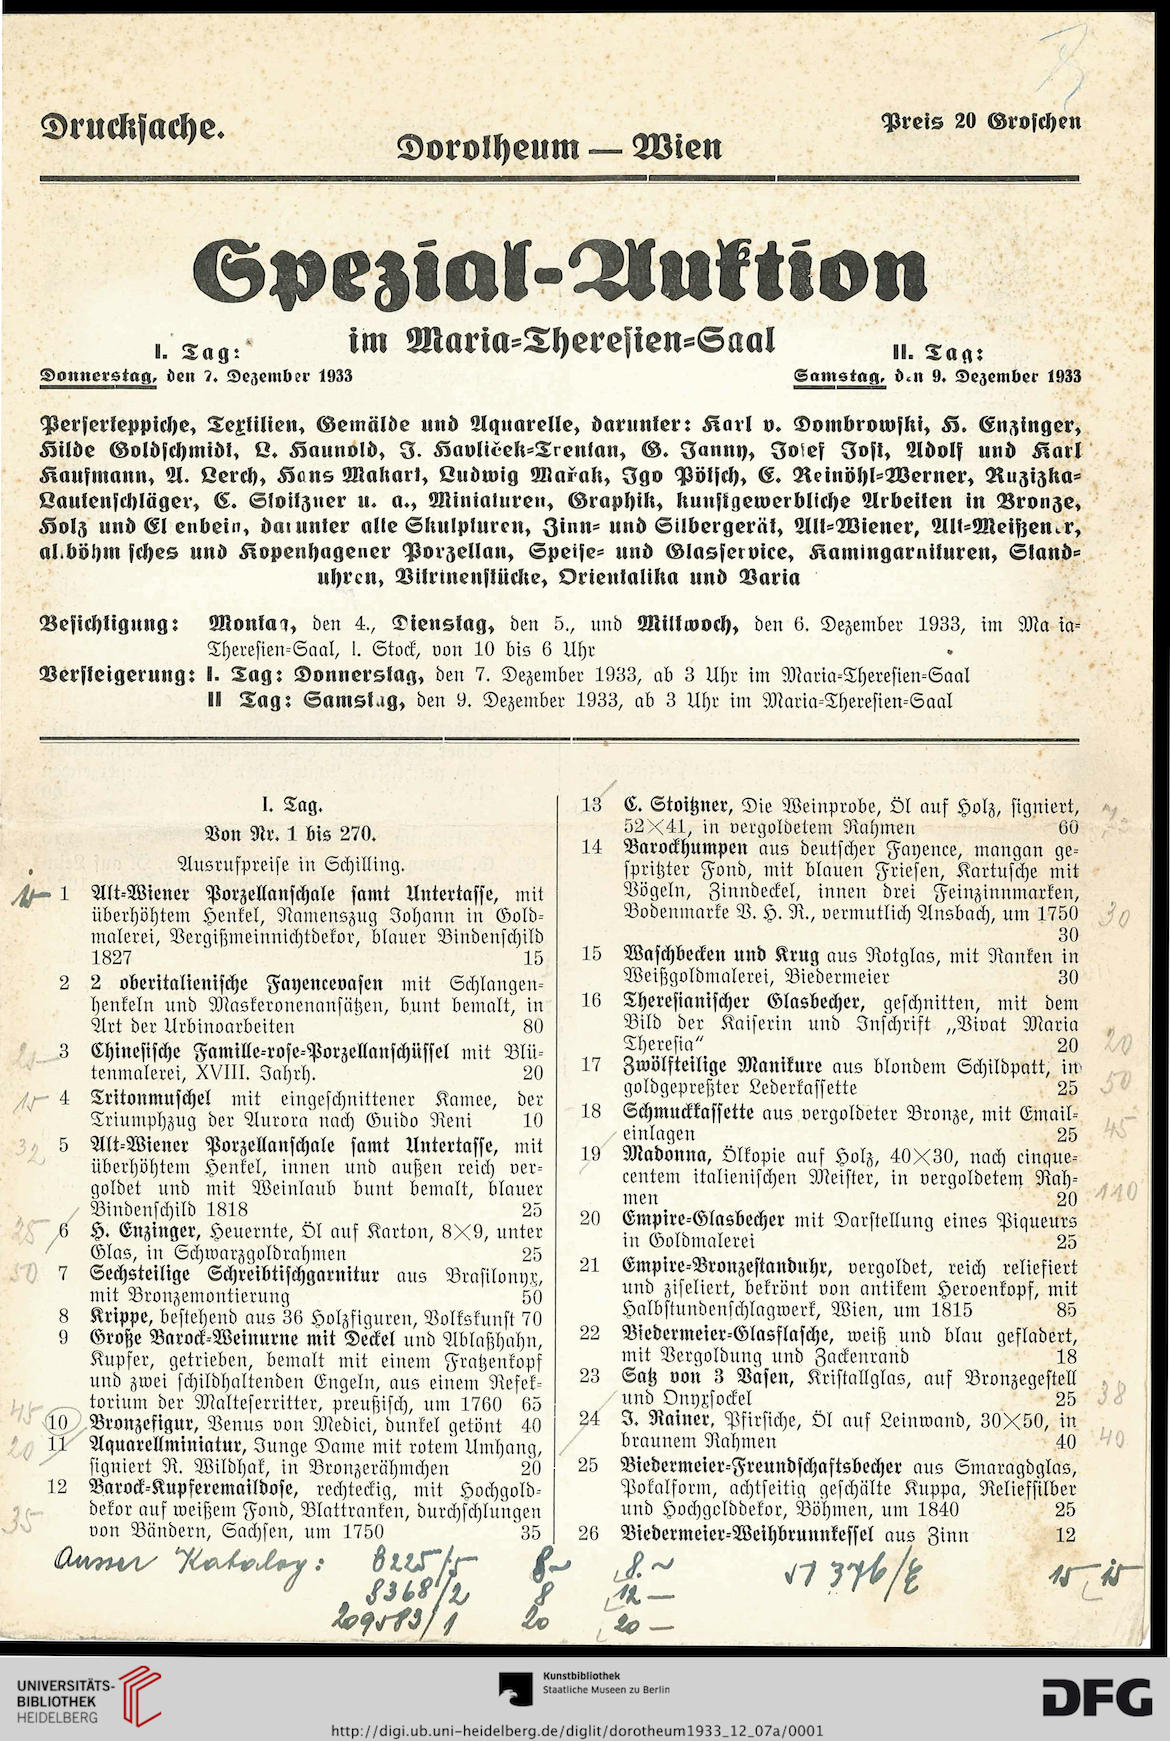 Drucksache.
Preis 20 Groschen
Dorotheum — Wien
Spezial-Auktion
im Maria-Theresien-Saal
I. Tag:
Donnerstag, den 7. Dezember 1933
II. Tag:
Samstag, den 9. Dezember 1933
Perserteppiche, Textilien, Gemälde und Aquarelle, darunter: Karl v. Dombrowski, H. Enzinger,
Hilde Goldschmidt, L. Haunold, J. Havliček-Trentan, G. Janny, Josef Jost, Adolf und Karl
Kaufmann, A. Lerch, Hans Makart, Ludwig Mařak, Igo Pötsch, E. Reinöhl-Werner, Ruzizka-
Lautenschläger, C. Stoitzner u. a., Miniaturen, Graphik, kunstgewerbliche Arbeiten in Bronze,
Holz und Elfenbein, darunter alte Skulpturen, Zinn- und Silbergerät, Alt-Wiener, Alt-Meißener,
altböhmisches und Kopenhagener Porzellan, Speise- und Glasservice, Kamingarnituren, Stand-
uhren, Vitrinenstücke, Orientalika und Varia
Besichtigung: Montag, den 4., Dienstag, den 5., und Mittwoch, den 6. Dezember 1933, im Maria-
Theresien-Saal, I. Stock, von 10 bis 6 Uhr
Versteigerung: I. Tag: Donnerstag, den 7. Dezember 1933, ab 3 Uhr im Maria-Theresien-Saal
II Tag: Samstag, den 9. Dezember 1933, ab 3 Uhr im Maria-Theresien-Saal
I. Tag.
Von Nr. 1 bis 270.
Ausrufpreise in Schilling.
1 Alt-Wiener Porzellanschale samt Untertasse, mit
überhöhtem Henkel, Namenszug Johann in Gold-
malerei, Vergißmeinnichtdekor, blauer Bindenschild
1827 15
2 2 oberitalienische Fayencevasen mit Schlangen-
henkeln und Maskeronenansätzen, bunt bemalt, in
Art der Urbinoarbeiten 80
3 Chinesische Famille-rose-Porzellanschüssel mit Blü-
tenmalerei, XVIII. Jahrh. 20
4 Tritonmuschel mit eingeschnittener Kamee, der
Triumphzug der Aurora nach Guido Reni 10
5 Alt-Wiener Porzellanschale samt Untertasse, mit
überhöhtem Henkel, innen und außen reich ver-
goldet und mit Weinlaub bunt bemalt, blauer
Bindenschild 1818 25
6 H. Enzinger, Heuernte, Öl auf Karton, 8×9, unter
Glas, in Schwarzgoldrahmen 25
7 Sechsteilige Schreibtischgarnitur aus Brasilonyx,
mit Bronzemontierung 50
8 Krippe, bestehend aus 36 Holzfiguren, Volkskunst 70
9 Große Barock-Weinurne mit Deckel und Ablaßhahn,
Kupfer, getrieben, bemalt mit einem Fratzenkopf
und zwei schildhaltenden Engeln, aus einem Refek-
torium der Malteserritter, preußisch, um 1760 65
10 Bronzefigur, Venus von Medici, dunkel getönt 40
11 Aquarellminiatur, Junge Dame mit rotem Umhang,
signiert R. Wildhak, in Bronzerähmchen 20
12 Barock-Kupferemaildose, rechteckig, mit Hochgold-
dekor auf weißem Fond, Blattranken, durchschlungen
von Bändern, Sachsen, um 1750 35
13 C. Stoitzner, Die Weinprobe, Öl auf Holz, signiert,
52×41, in vergoldetem Rahmen 60
14 Barockhumpen aus deutscher Fayence, mangan ge-
spritzter Fond, mit blauen Friesen, Kartusche mit
Vögeln, Zinndeckel, innen drei Feinzinnmarken,
Bodenmarke V. H. R., vermutlich Ansbach, um 1750
30
15 Waschbecken und Krug aus Rotglas, mit Ranken in
Weißgoldmalerei, Biedermeier 30
16 Theresianischer Glasbecher, geschnitten, mit dem
Bild der Kaiserin und Inschrift „Vivat Maria
Theresia“ 20
17 Zwölfteilige Maniküre aus blondem Schildpatt, in
goldgepreßter Lederkassette 25
18 Schmuckkassette aus vergoldeter Bronze, mit Email-
einlagen 25
19 Madonna, Ölkopie auf Holz, 40×30, nach cinque-
centem italienischen Meister, in vergoldetem Rah-
men 20
20 Empire-Glasbecher mit Darstellung eines Piqueurs
in Goldmalerei 25
21 Empire-Bronzestanduhr, vergoldet, reich reliefiert
und ziseliert, bekrönt von antikem Heroenkopf, mit
Halbstundenschlagwerk, Wien, um 1815 85
22 Biedermeier-Glasflasche, weiß und blau gefladert,
mit Vergoldung und Zackenrand 18
23 Satz von 3 Vasen, Kristallglas, auf Bronzegestell
und Onyxsockel 25
24 J. Rainer, Pfirsiche, Öl auf Leinwand, 30×50, in
braunem Rahmen 40
25 Biedermeier-Freundschaftsbecher aus Smaragdglas,
Pokalform, achtseitig geschälte Kuppa, Reliefsilber
und Hochgolddekor, Böhmen, um 1840 25
26 Biedermeier-Weihbrunnkessel aus Zinn 12
Ausser Katalog: 8225/5 8 8.
8368/2 8 12 —
209583/1 20 20 —
UNIVERSITÄTS-
BIBLIOTHEK
HEIDELBERG
Kunstbibliothek
Staatliche Museen zu Berlin
DFG
http://digi.ub.uni-heidelberg.de/diglit/dorotheum1933_12_07a/0001